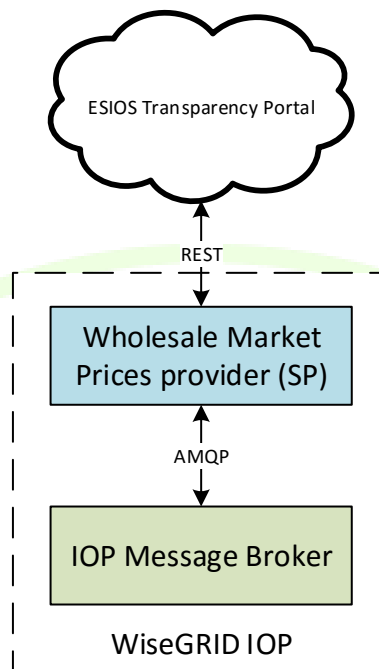 ESIOS Transparency Portal
REST
Wholesale Market
Prices provider (SP)
AMQP
IOP Message Broker
WiseGRID IOP